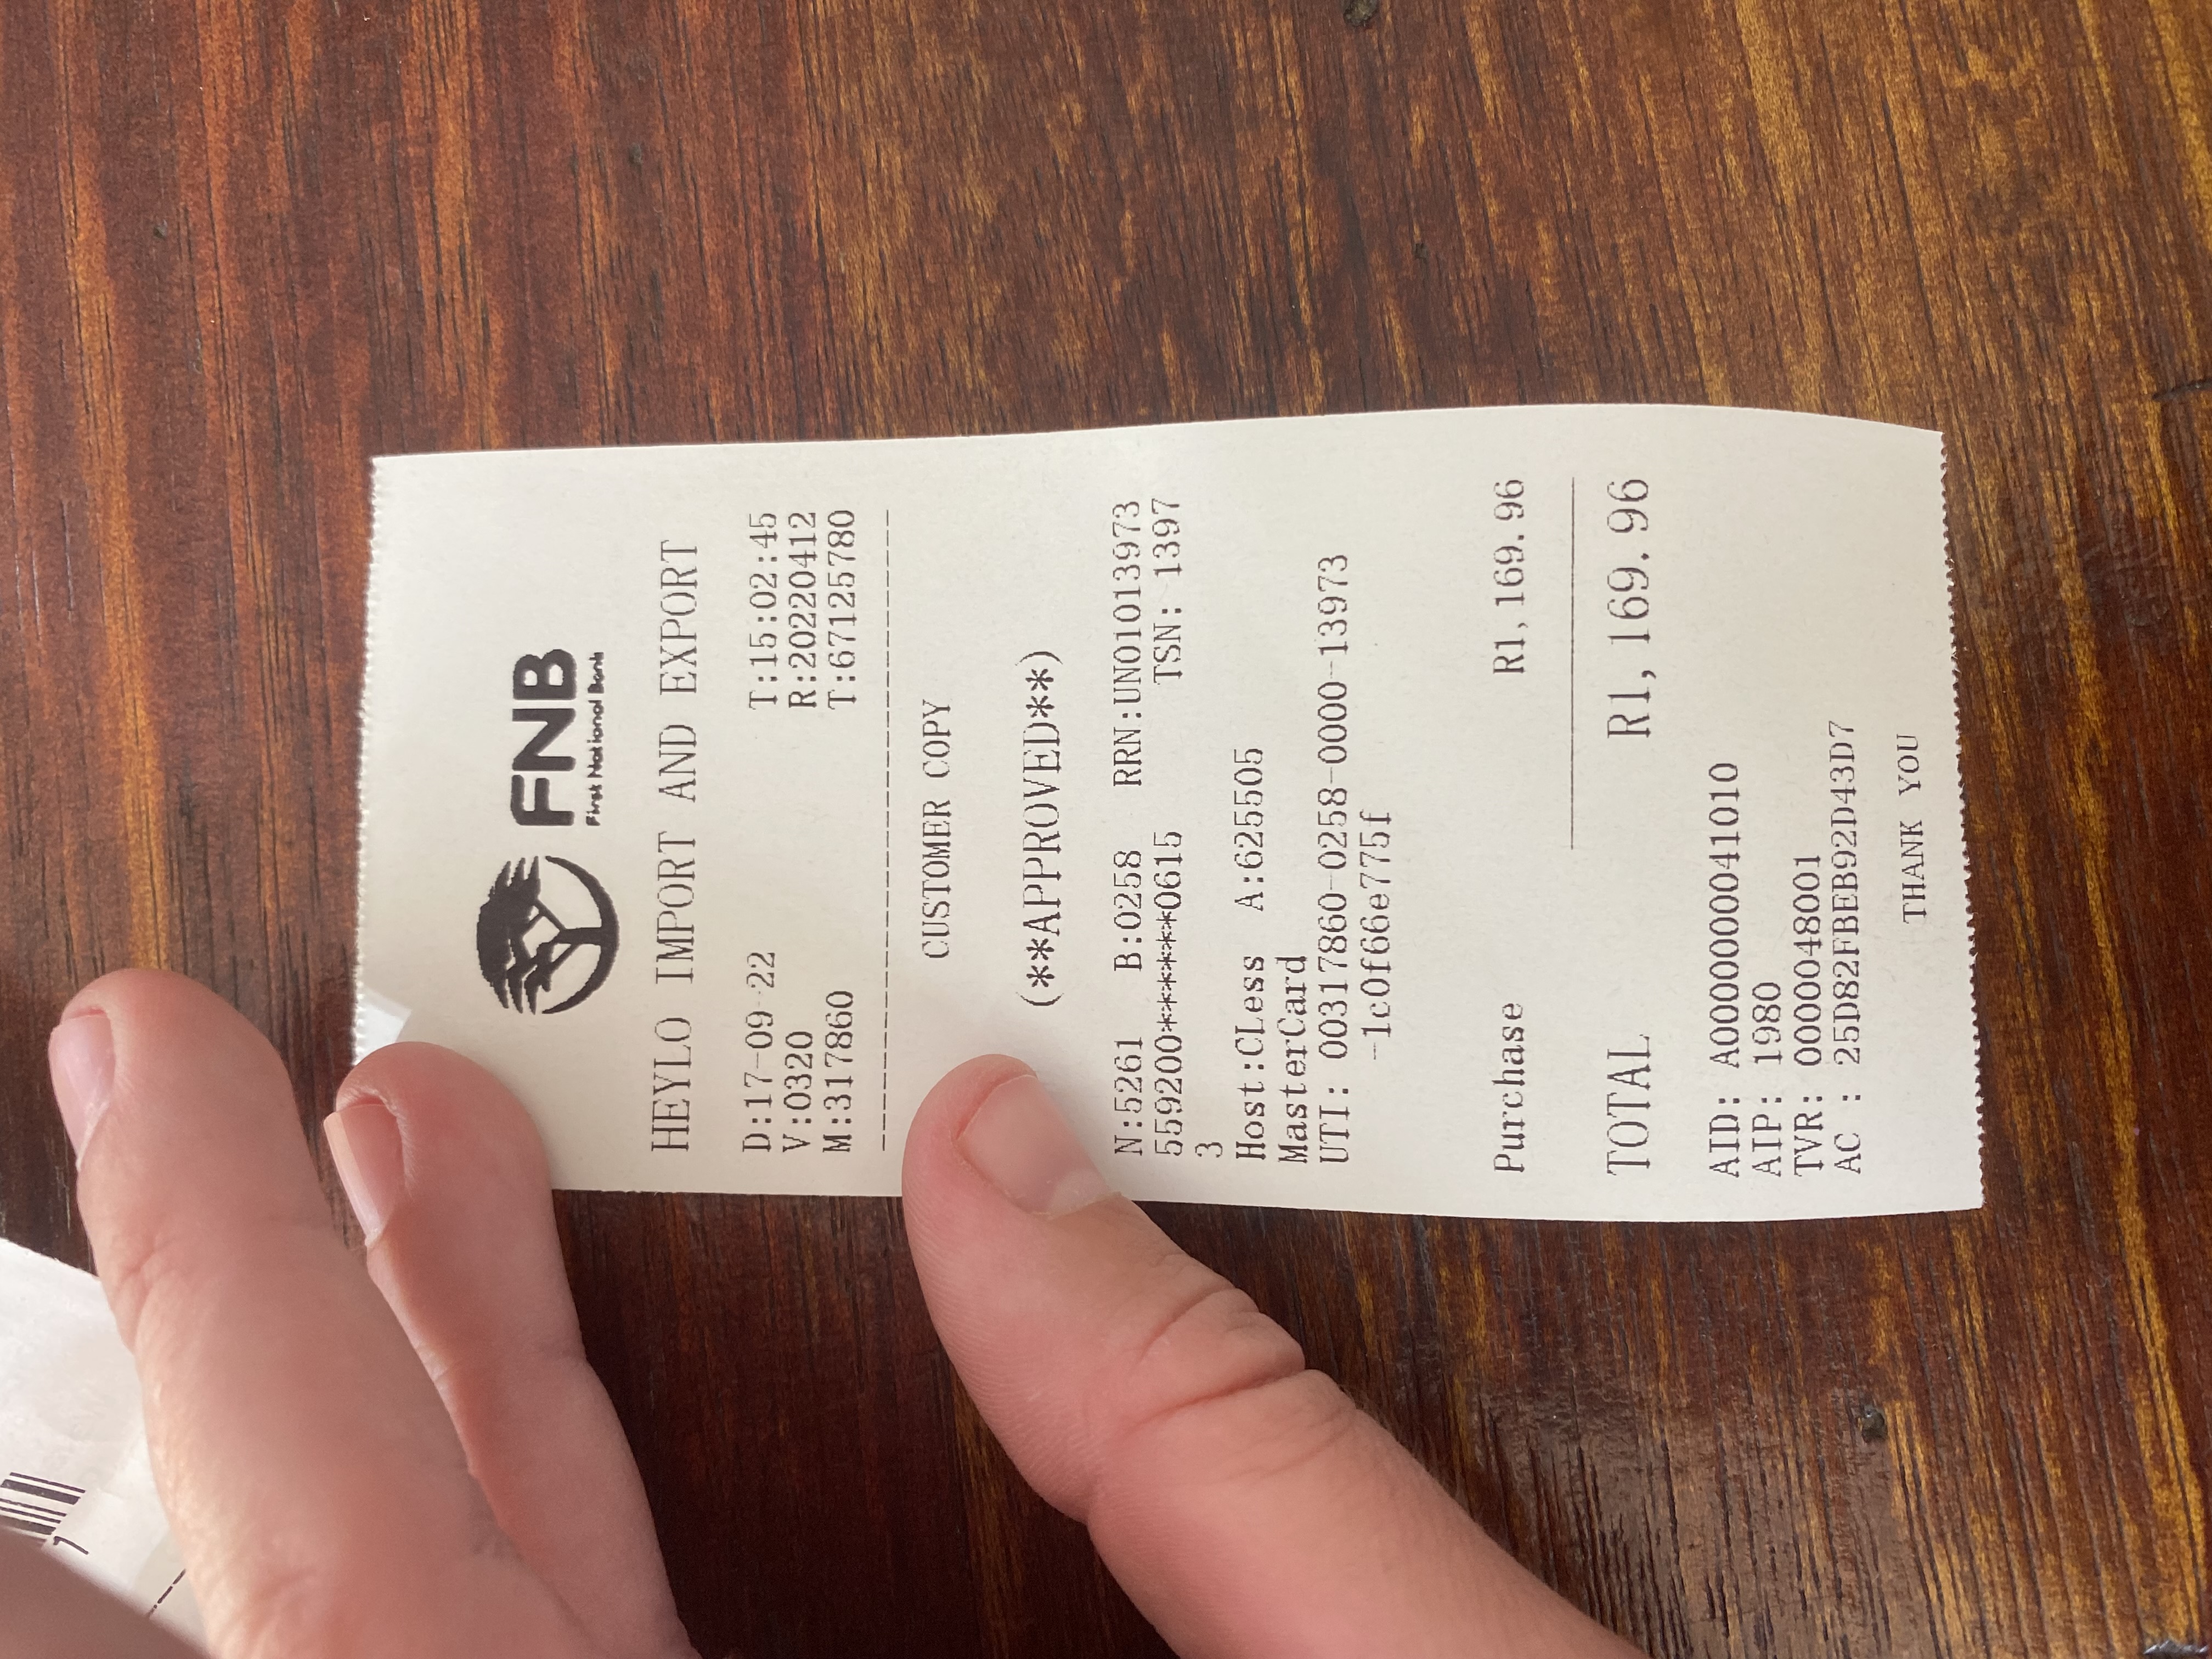 7
FNB
First National Bank
HEYLO IMPORT AND EXPORT
D:17-09-22 T:15:02:45
V:0320 R:20220412
M:317860 T:67125780
--------------------------------
CUSTOMER COPY
(**APPROVED**)
N:5261 B:0258 RRN:UN01013973
559200******0615 TSN: 1397
3
Host:CLess A:625505
MasterCard
UTI: 00317860-0258-0000-13973
-1c0f66e775f
Purchase R1,169.96
TOTAL R1,169.96
AID: A0000000041010
AIP: 1980
TVR: 0000048001
AC : 25D82FBEB92D43D7
THANK YOU